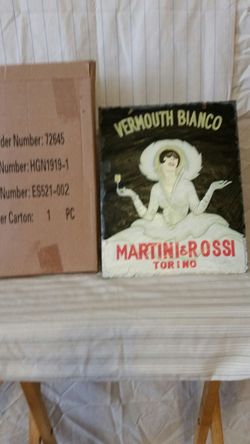 der Number: 72645
Number: HGN1919-1
Number: ES521-002
er Carton: 1 PC
VERMOUTH BIANCO
MARTINI & ROSSI
TORINO